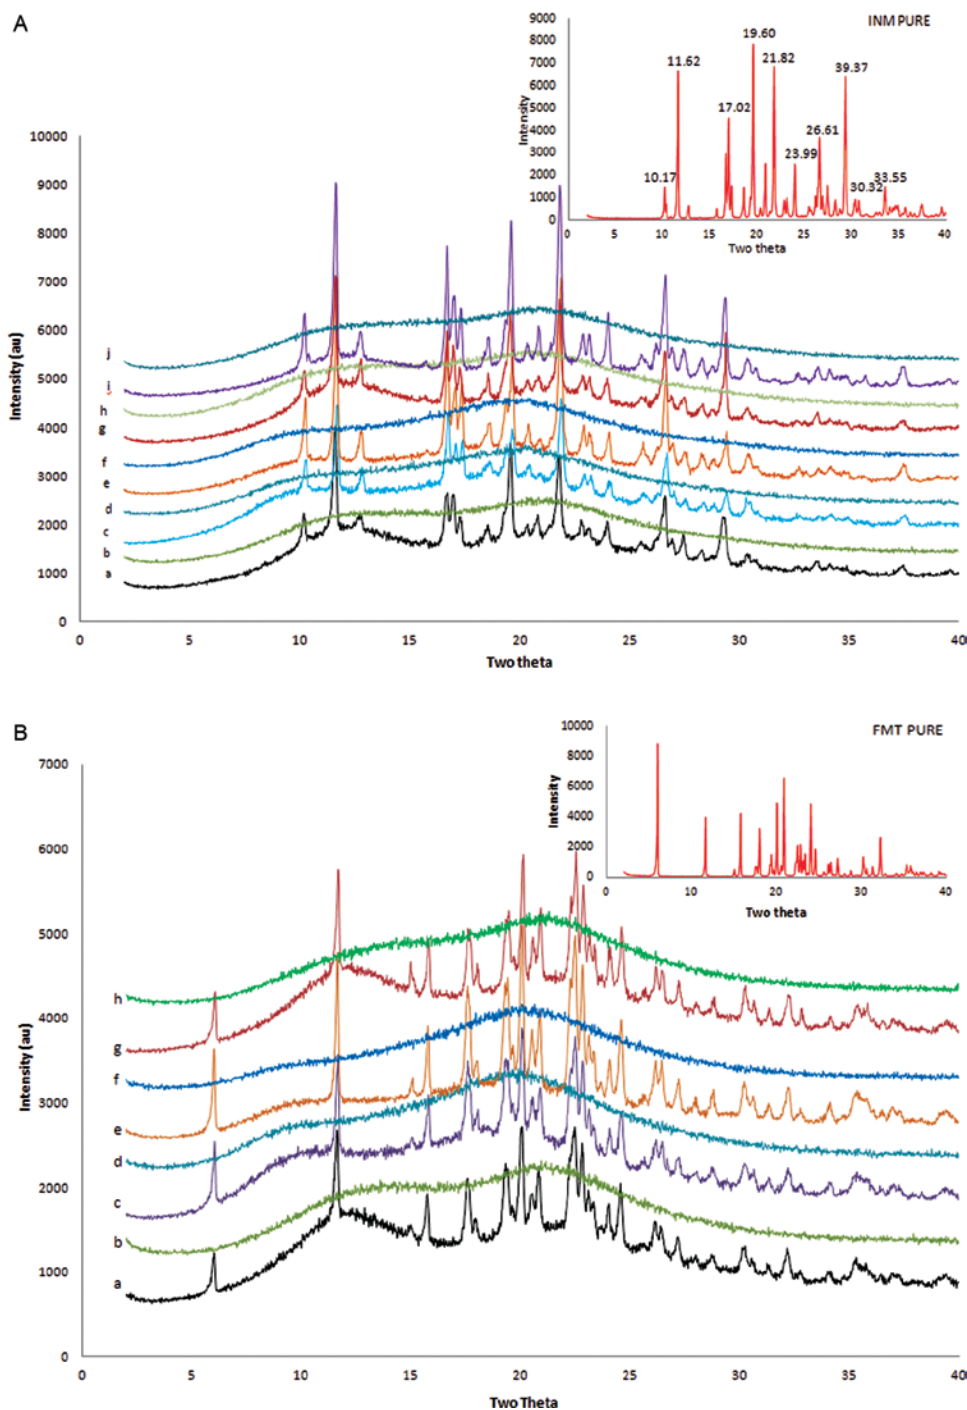 A
INM PURE
9000
8000
7000
6000
5000
4000
3000
2000
1000
0
Intensity
10.17
11.62
17.02
19.60
21.82
23.99
26.61
39.37
30.32
33.55
0 5 10 15 20 25 30 35 40
Two theta
10000
9000
8000
7000
6000
5000
4000
3000
2000
1000
0
Intensity (au)
j
i
h
g
f
e
d
c
b
a
0 5 10 15 20 25 30 35 40
Two theta
B
FMT PURE
10000
8000
6000
4000
2000
0
Intensity
0 10 20 30 40
Two theta
7000
6000
5000
4000
3000
2000
1000
0
Intensity (au)
h
g
f
e
d
c
b
a
0 5 10 15 20 25 30 35 40
Two Theta